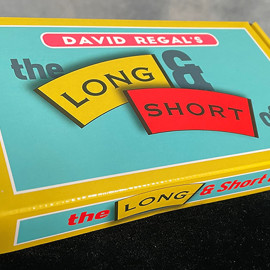 DAVID REGAL'S
the LONG &
SHORT
the LONG & Short